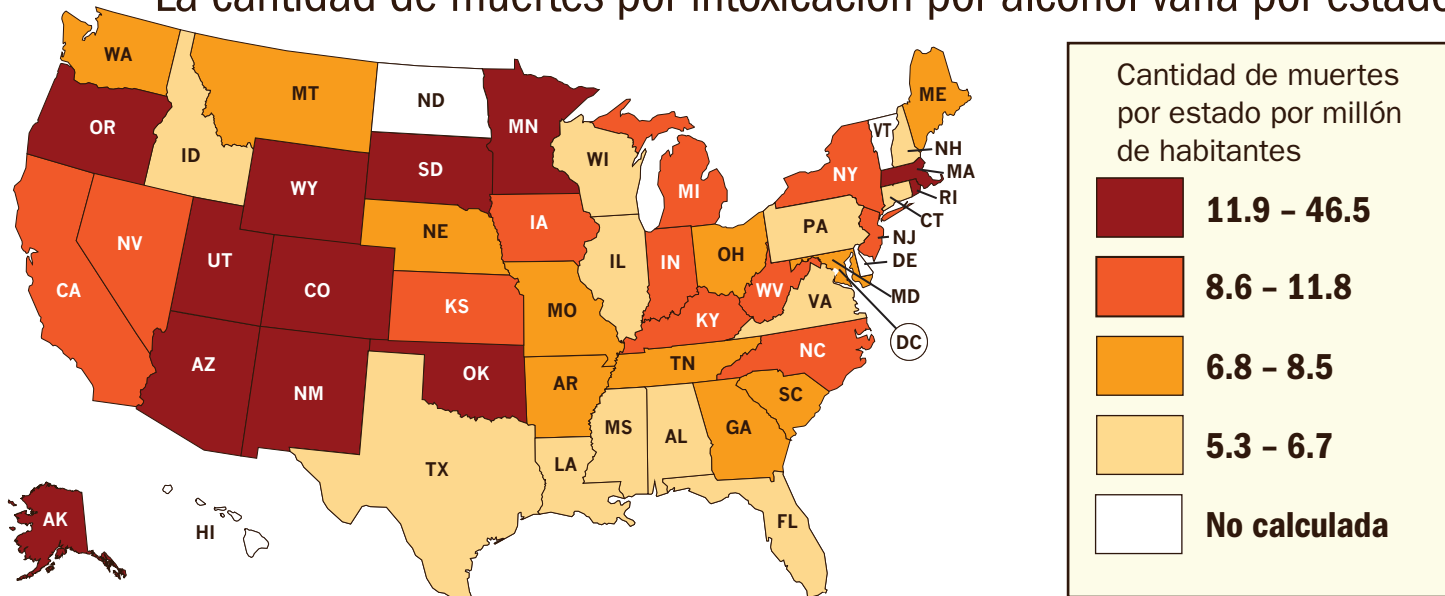 La cantidad de muertes por intoxicación por alcohol varía por estado
WA
MT
ND
MN
ME
VT
OR
ID
WY
SD
WI
MI
NY
NH
MA
RI
CT
NJ
DE
MD
DC
NV
UT
CO
NE
IA
IL
IN
OH
PA
CA
KS
MO
KY
WV
VA
AZ
NM
OK
AR
TN
NC
SC
TX
LA
MS
AL
GA
FL
AK
HI
Cantidad de muertes
por estado por millón
de habitantes
11.9 – 46.5
8.6 – 11.8
6.8 – 8.5
5.3 – 6.7
No calculada